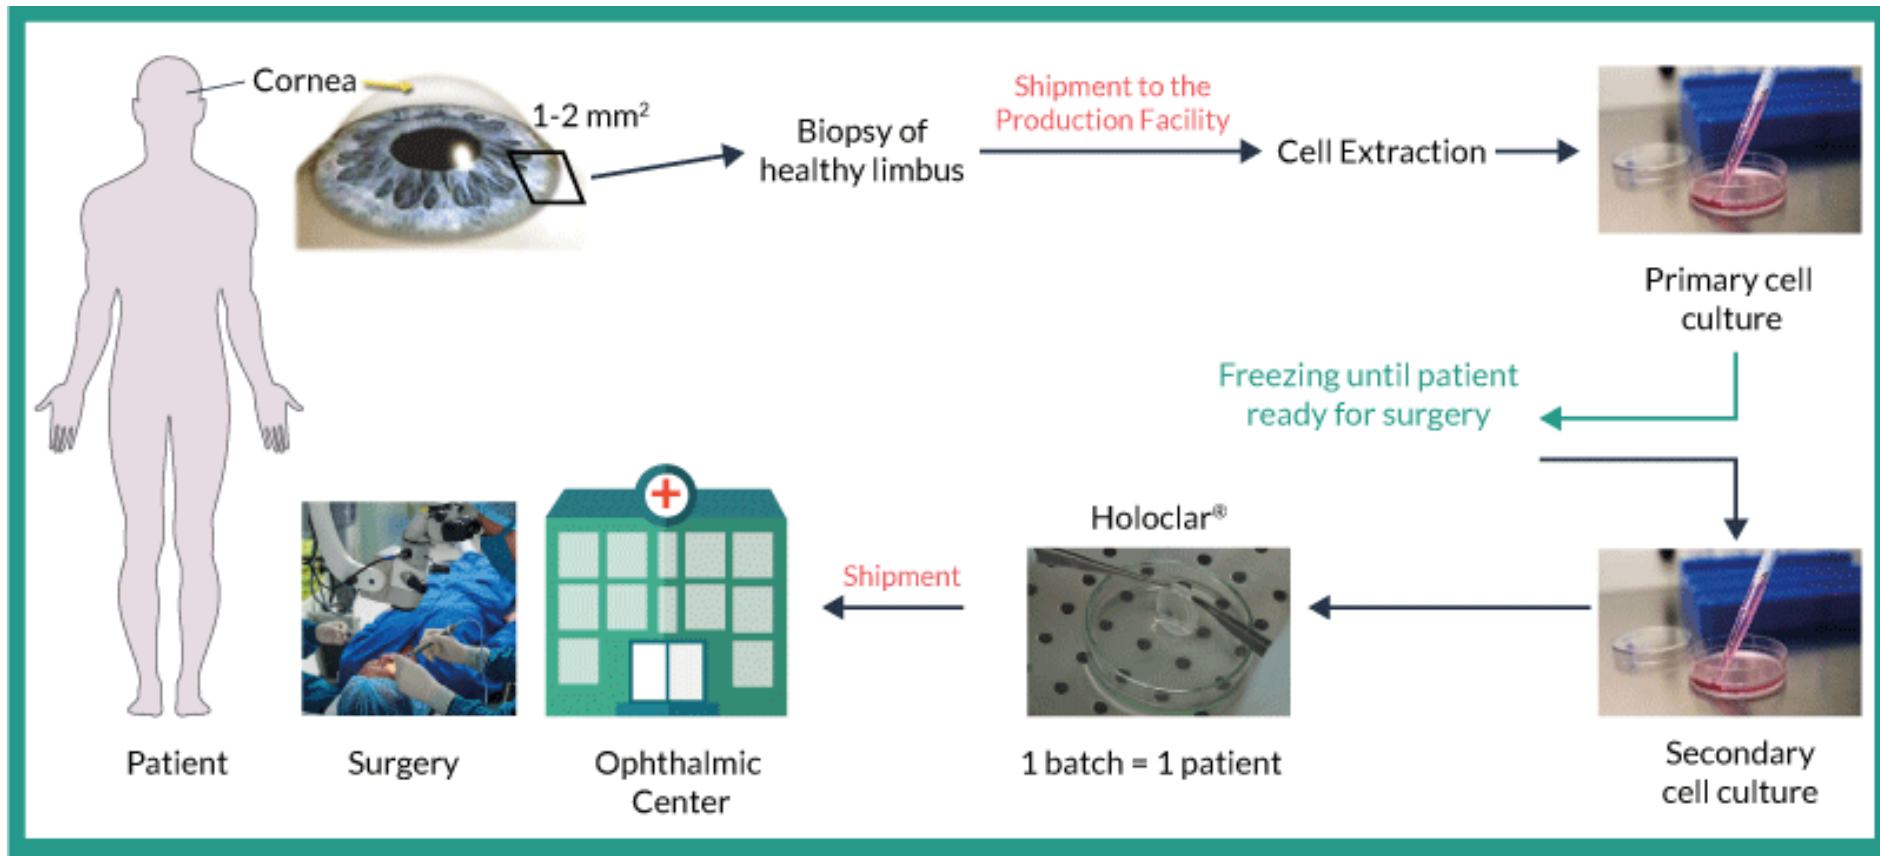 Cornea
1-2 mm²
Biopsy of
healthy limbus
Shipment to the
Production Facility
Cell Extraction
Primary cell
culture
Freezing until patient
ready for surgery
Secondary
cell culture
Holoclar®
1 batch = 1 patient
Shipment
Ophthalmic
Center
Surgery
Patient